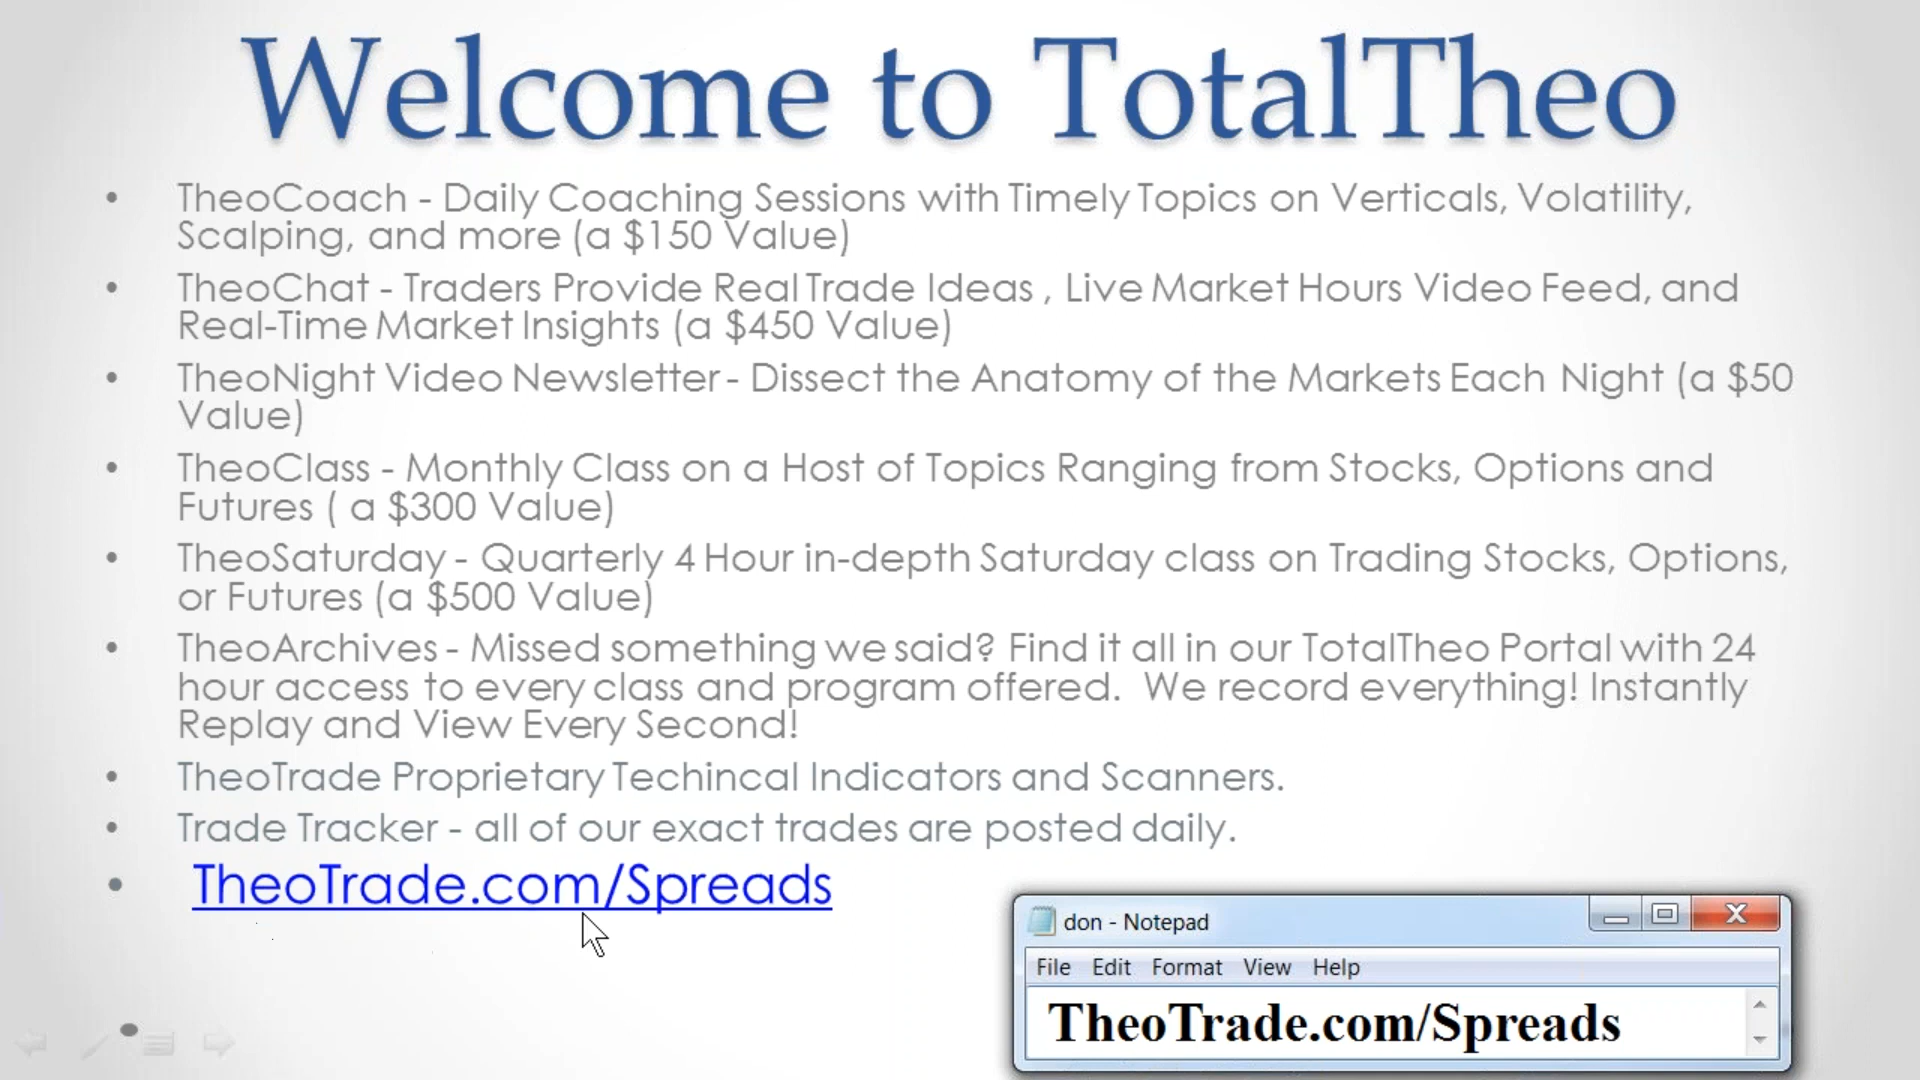 Welcome to TotalTheo
• TheoCoach - Daily Coaching Sessions with Timely Topics on Verticals, Volatility,
Scalping, and more (a $150 Value)
• TheoChat - Traders Provide Real Trade Ideas , Live Market Hours Video Feed, and
Real-Time Market Insights (a $450 Value)
• TheoNight Video Newsletter - Dissect the Anatomy of the Markets Each Night (a $50
Value)
• TheoClass - Monthly Class on a Host of Topics Ranging from Stocks, Options and
Futures ( a $300 Value)
• TheoSaturday - Quarterly 4 Hour in-depth Saturday class on Trading Stocks, Options,
or Futures (a $500 Value)
• TheoArchives - Missed something we said? Find it all in our TotalTheo Portal with 24
hour access to every class and program offered.  We record everything! Instantly
Replay and View Every Second!
• TheoTrade Proprietary Techincal Indicators and Scanners.
• Trade Tracker - all of our exact trades are posted daily.
• TheoTrade.com/Spreads
don - Notepad
File Edit Format View Help
TheoTrade.com/Spreads